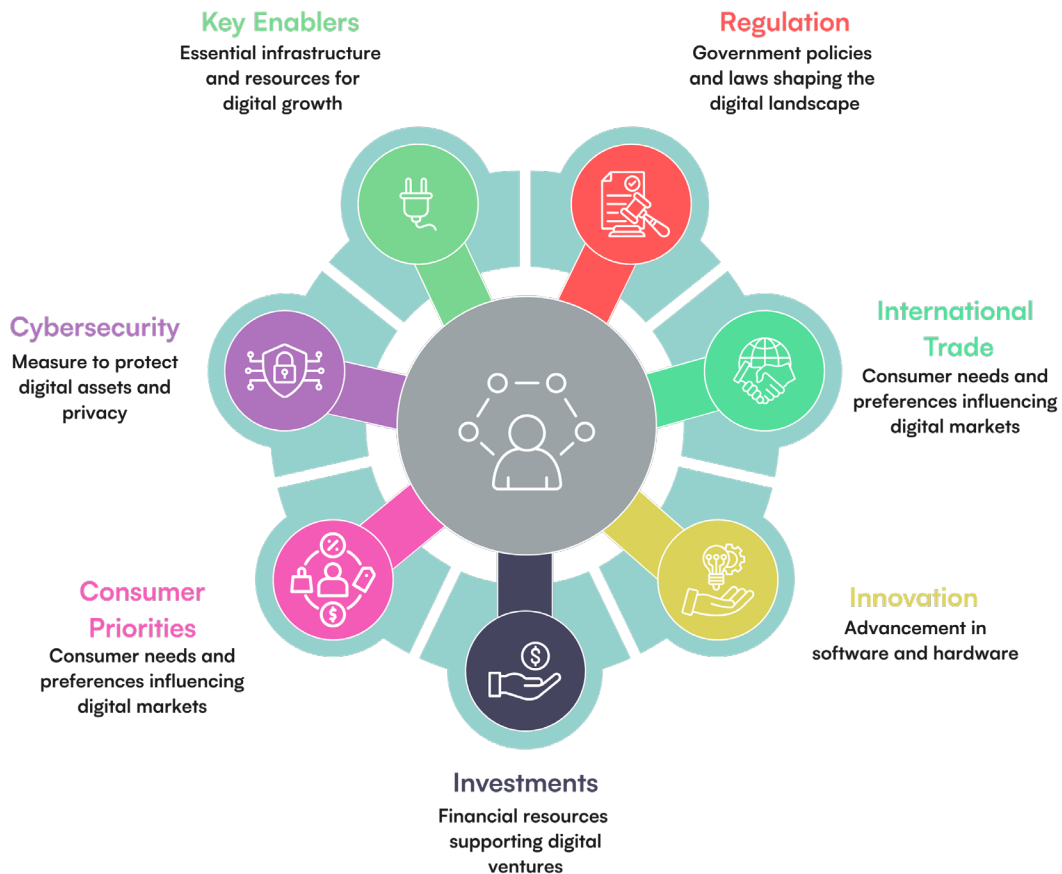 Key Enablers
Essential infrastructure
and resources for
digital growth
Regulation
Government policies
and laws shaping the
digital landscape
Cybersecurity
Measure to protect
digital assets and
privacy
International
Trade
Consumer needs and
preferences influencing
digital markets
Consumer
Priorities
Consumer needs and
preferences influencing
digital markets
Innovation
Advancement in
software and hardware
Investments
Financial resources
supporting digital
ventures
%
$
$